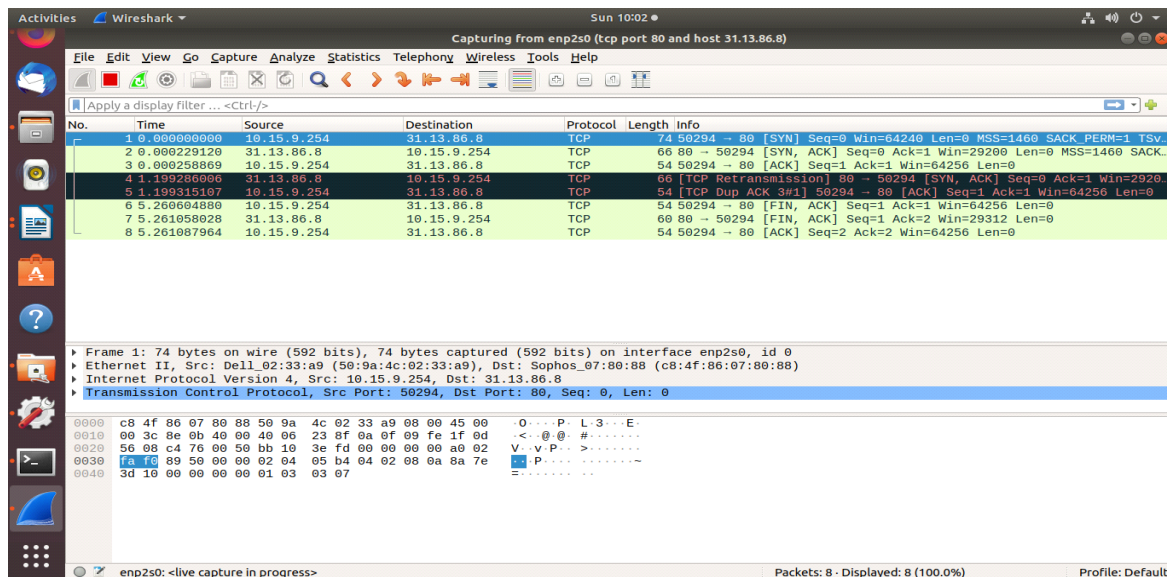 Activities Wireshark Sun 10:02
Capturing from enp2s0 (tcp port 80 and host 31.13.86.8)
File Edit View Go Capture Analyze Statistics Telephony Wireless Tools Help
Apply a display filter … <Ctrl-/>
No. Time Source Destination Protocol Length Info
1 0.000000000 10.15.9.254 31.13.86.8 TCP 74 50294 → 80 [SYN] Seq=0 Win=64240 Len=0 MSS=1460 SACK_PERM=1 TSv…
2 0.000229120 31.13.86.8 10.15.9.254 TCP 66 80 → 50294 [SYN, ACK] Seq=0 Ack=1 Win=29200 Len=0 MSS=1460 SACK…
3 0.000258869 10.15.9.254 31.13.86.8 TCP 54 50294 → 80 [ACK] Seq=1 Ack=1 Win=64256 Len=0
4 1.199286006 31.13.86.8 10.15.9.254 TCP 66 [TCP Retransmission] 80 → 50294 [SYN, ACK] Seq=0 Ack=1 Win=2920…
5 1.199315107 10.15.9.254 31.13.86.8 TCP 54 [TCP Dup ACK 3#1] 50294 → 80 [ACK] Seq=1 Ack=1 Win=64256 Len=0
6 5.260604880 10.15.9.254 31.13.86.8 TCP 54 50294 → 80 [FIN, ACK] Seq=1 Ack=1 Win=64256 Len=0
7 5.261058028 31.13.86.8 10.15.9.254 TCP 60 80 → 50294 [FIN, ACK] Seq=1 Ack=2 Win=29312 Len=0
8 5.261087964 10.15.9.254 31.13.86.8 TCP 54 50294 → 80 [ACK] Seq=2 Ack=2 Win=64256 Len=0
Frame 1: 74 bytes on wire (592 bits), 74 bytes captured (592 bits) on interface enp2s0, id 0
Ethernet II, Src: Dell_02:33:a9 (50:9a:4c:02:33:a9), Dst: Sophos_07:80:88 (c8:4f:86:07:80:88)
Internet Protocol Version 4, Src: 10.15.9.254, Dst: 31.13.86.8
Transmission Control Protocol, Src Port: 50294, Dst Port: 80, Seq: 0, Len: 0
0000 c8 4f 86 07 80 88 50 9a 4c 02 33 a9 08 00 45 00 ·O····P· L·3···E·
0010 00 3c 8e 0b 40 00 40 06 23 8f 0a 0f 09 fe 1f 0d ·<··@·@· #·······
0020 56 08 c4 76 00 50 bb 10 3e fd 00 00 00 00 a0 02 V··v·P·· >·······
0030 fa f0 89 50 00 00 02 04 05 b4 04 02 08 0a 8a 7e ···P···· ·······~
0040 3d 10 00 00 00 00 01 03 03 07 =······· ··
enp2s0: <live capture in progress> Packets: 8 · Displayed: 8 (100.0%) Profile: Default